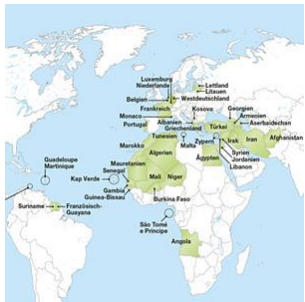 Luxemburg
Niederlande
Lettland
Litauen
Belgien
Westdeutschland
Frankreich
Kosovo
Georgien
Monaco
Albanien
Armenien
Portugal
Griechenland
Türkei
Aserbaidschan
Tunesien
Zypern
Irak
Iran
Afghanistan
Marokko
Malta
Algerien
Syrien
Jordanien
Libanon
Ägypten
Guadeloupe
Martinique
Mauretanien
Senegal
Kap Verde
Mali
Niger
Gambia
Guinea-Bissau
Burkina Faso
Suriname
Französisch-
Guayana
São Tomé
e Príncipe
Angola